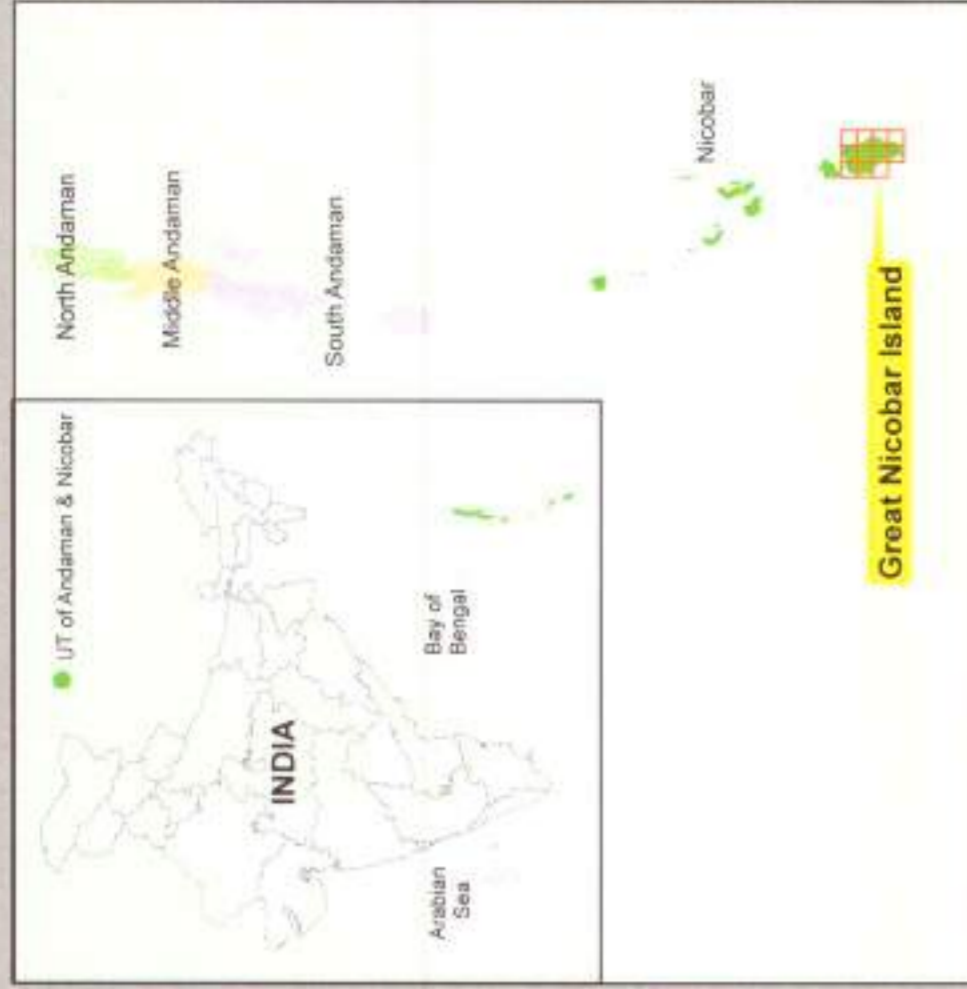 UT of Andaman & Nicobar
INDIA
Arabian
Sea
Bay of
Bengal
North Andaman
Middle Andaman
South Andaman
Nicobar
Great Nicobar Island